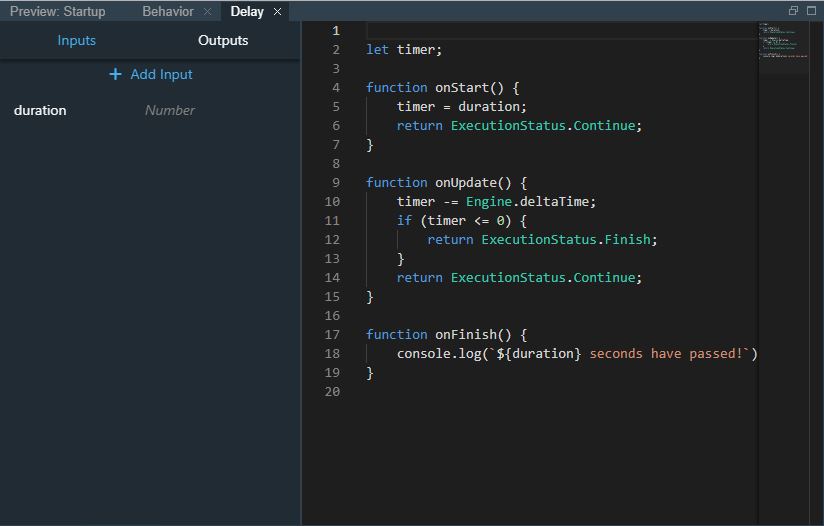 Preview: Startup
Behavior ×
Delay ×
Inputs
Outputs
+ Add Input
duration
Number
1
2 let timer;
3
4 function onStart() {
5     timer = duration;
6     return ExecutionStatus.Continue;
7 }
8
9 function onUpdate() {
10     timer -= Engine.deltaTime;
11     if (timer <= 0) {
12         return ExecutionStatus.Finish;
13     }
14     return ExecutionStatus.Continue;
15 }
16
17 function onFinish() {
18     console.log(`${duration} seconds have passed!`)
19 }
20